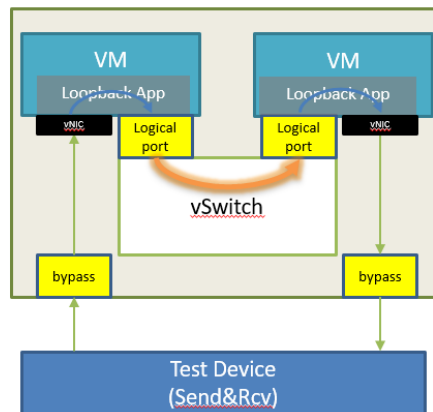 VM
VM
Loopback App
Loopback App
vNIC
Logical
port
Logical
port
vNIC
vSwitch
bypass
bypass
Test Device
(Send&Rcv)